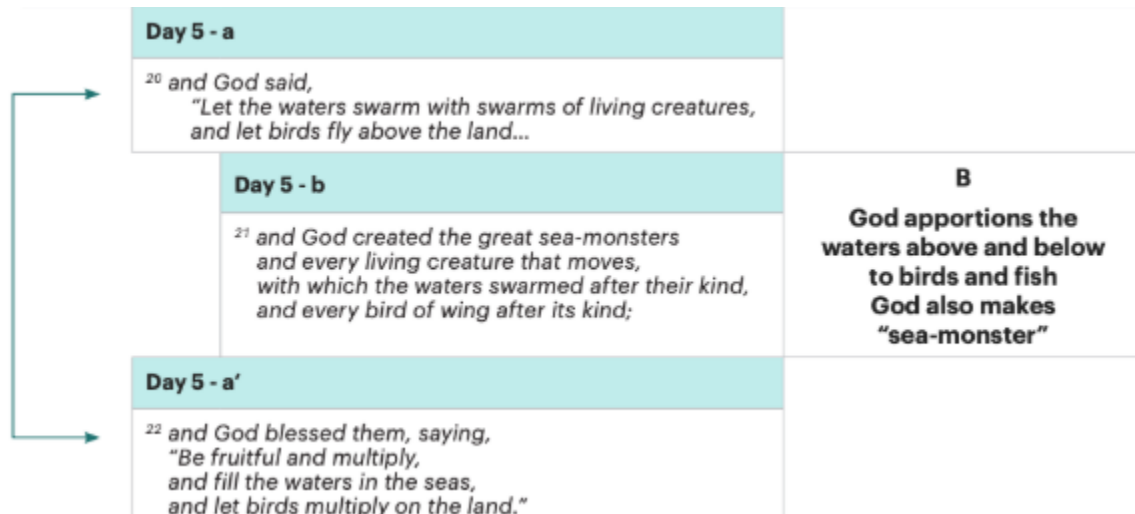 Day 5 - a
20 and God said,
“Let the waters swarm with swarms of living creatures,
and let birds fly above the land...
Day 5 - b
21 and God created the great sea-monsters
and every living creature that moves,
with which the waters swarmed after their kind,
and every bird of wing after its kind;
B
God apportions the
waters above and below
to birds and fish
God also makes
“sea-monster”
Day 5 - a′
22 and God blessed them, saying,
“Be fruitful and multiply,
and fill the waters in the seas,
and let birds multiply on the land.”